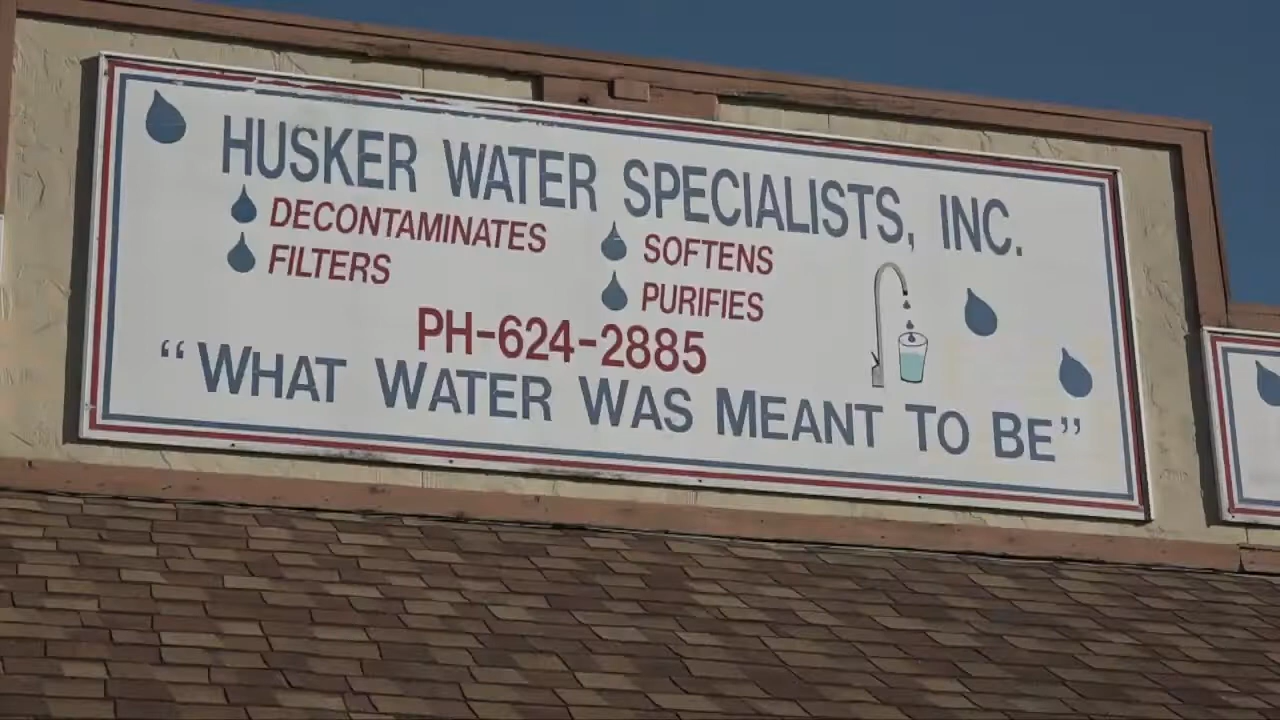 HUSKER WATER SPECIALISTS, INC.
DECONTAMINATES
FILTERS
SOFTENS
PURIFIES
PH-624-2885
“WHAT WATER WAS MEANT TO BE”